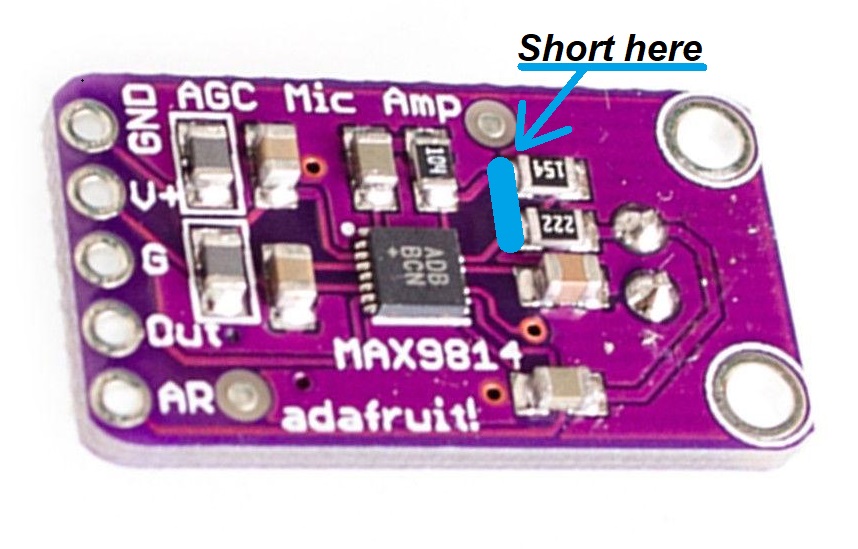 Short here
AGC Mic Amp
GND
V+
G
Out
AR
104
154
222
ADB
BCN
+
MAX9814
adafruit!